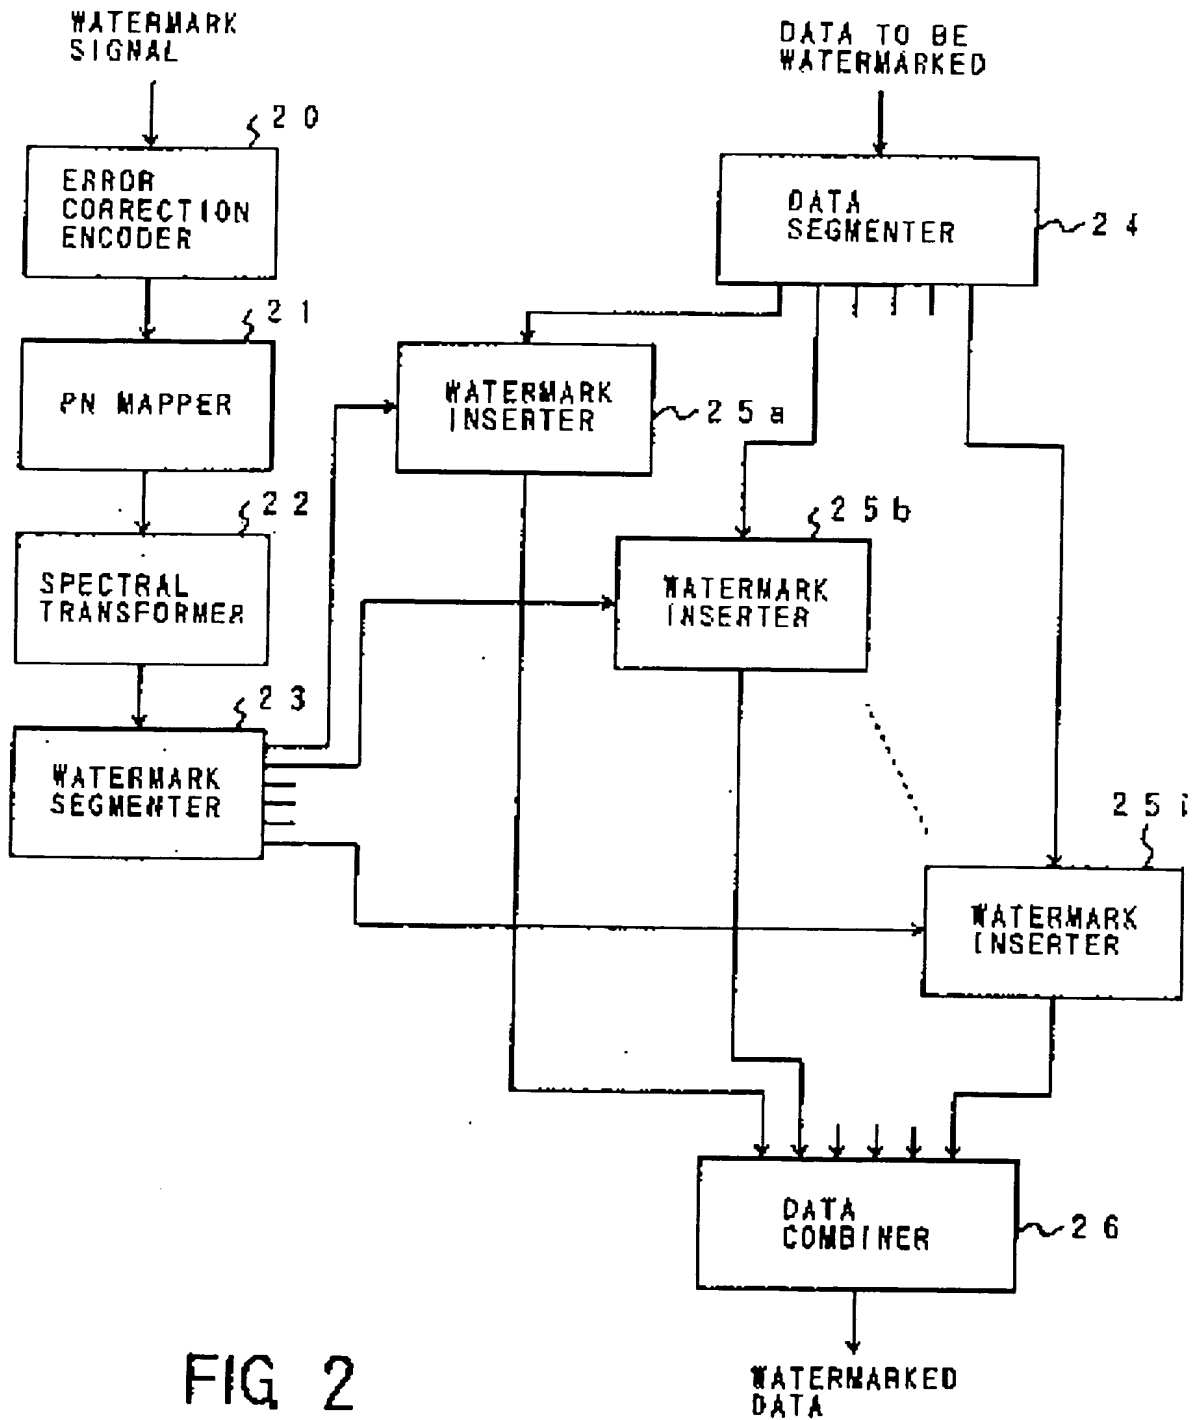 WATERMARK
SIGNAL
20
ERROR
CORRECTION
ENCODER
21
PN MAPPER
22
SPECTRAL
TRANSFORMER
23
WATERMARK
SEGMENTER
DATA TO BE
WATERMARKED
DATA
SEGMENTER
24
WATERMARK
INSERTER
25a
25b
WATERMARK
INSERTER
25i
WATERMARK
INSERTER
DATA
COMBINER
26
WATERMARKED
DATA
FIG. 2